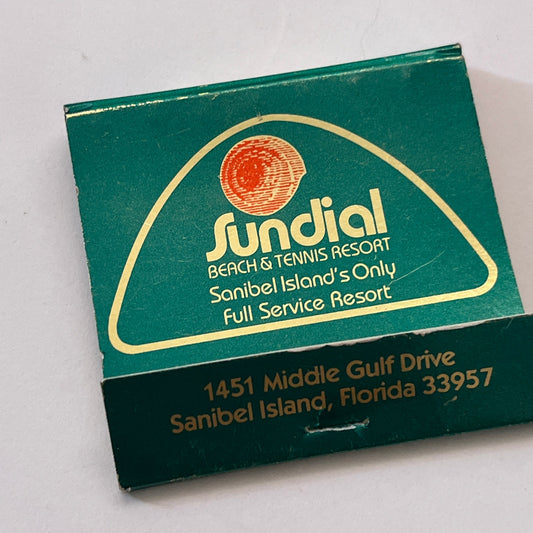 Sundial
BEACH & TENNIS RESORT
Sanibel Island's Only
Full Service Resort
1451 Middle Gulf Drive
Sanibel Island, Florida 33957